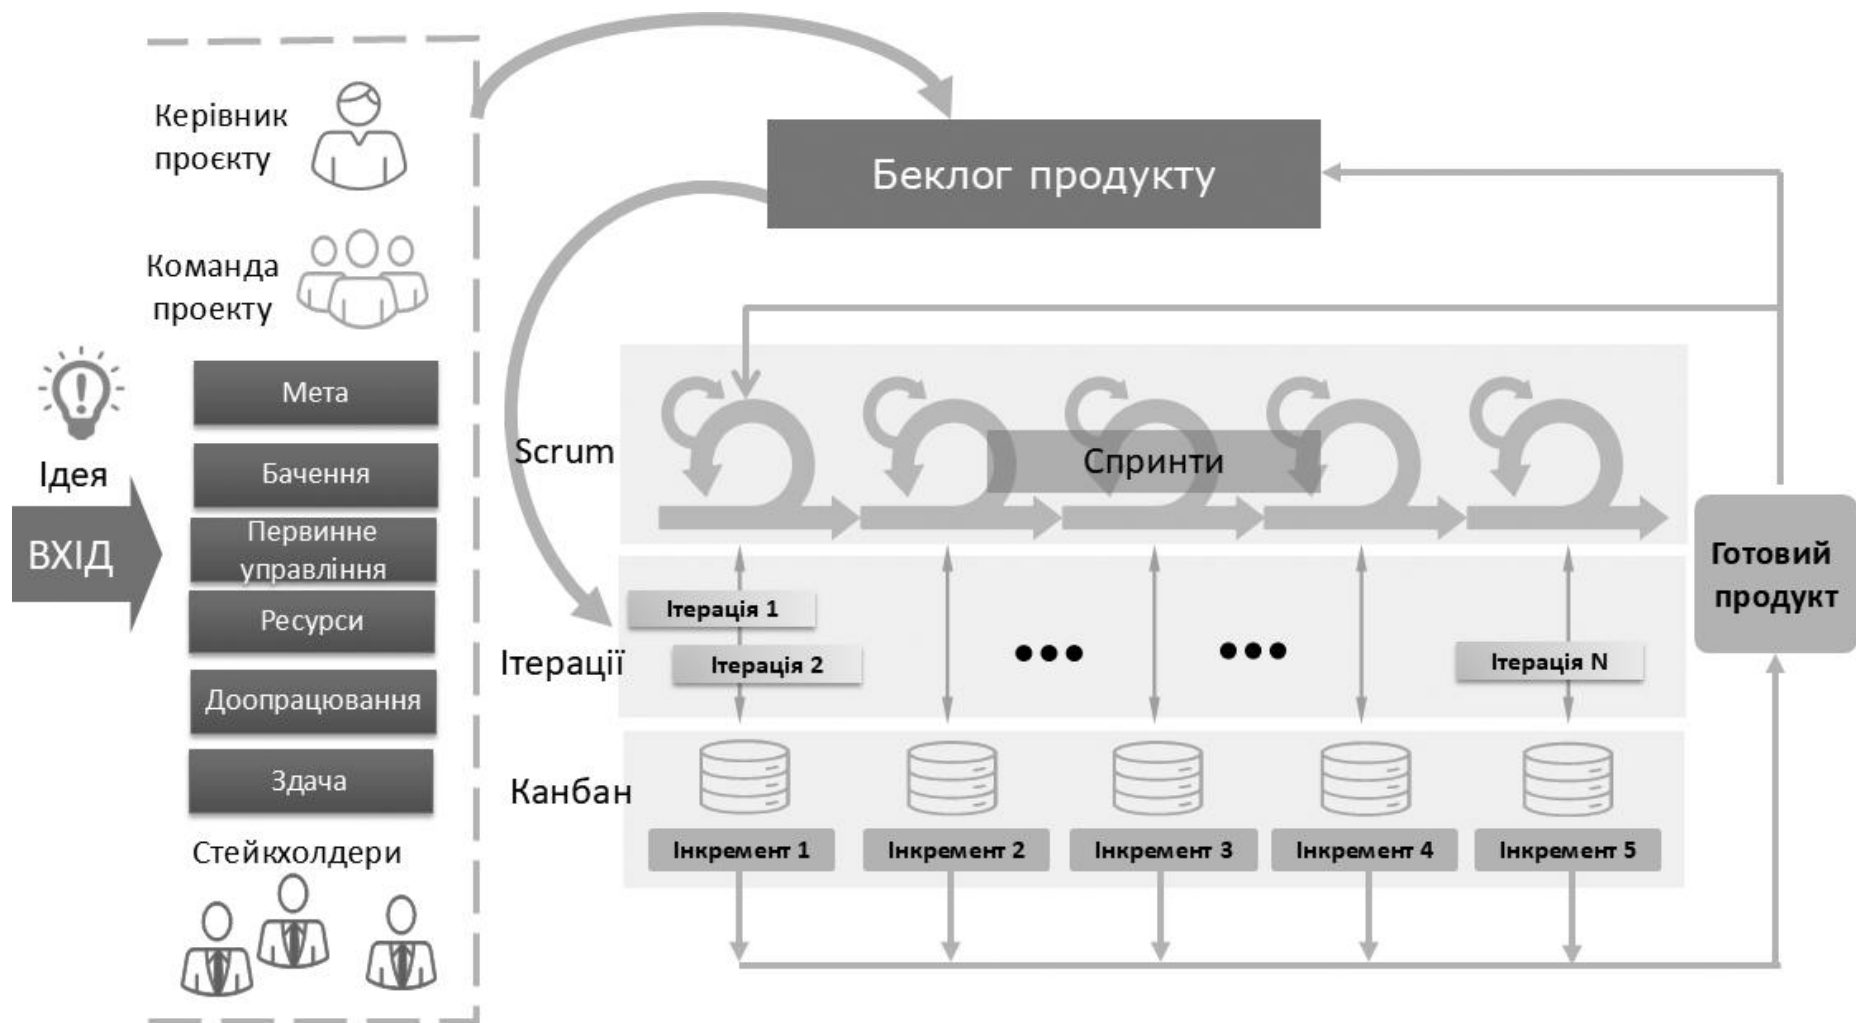 Керівник
проєкту
Команда
проекту
Ідея
ВХІД
Мета
Бачення
Первинне
управління
Ресурси
Доопрацювання
Здача
Стейкхолдери
Беклог продукту
Scrum
Спринти
Ітерації
Ітерація 1
Ітерація 2
Ітерація N
Канбан
Інкремент 1
Інкремент 2
Інкремент 3
Інкремент 4
Інкремент 5
Готовий
продукт